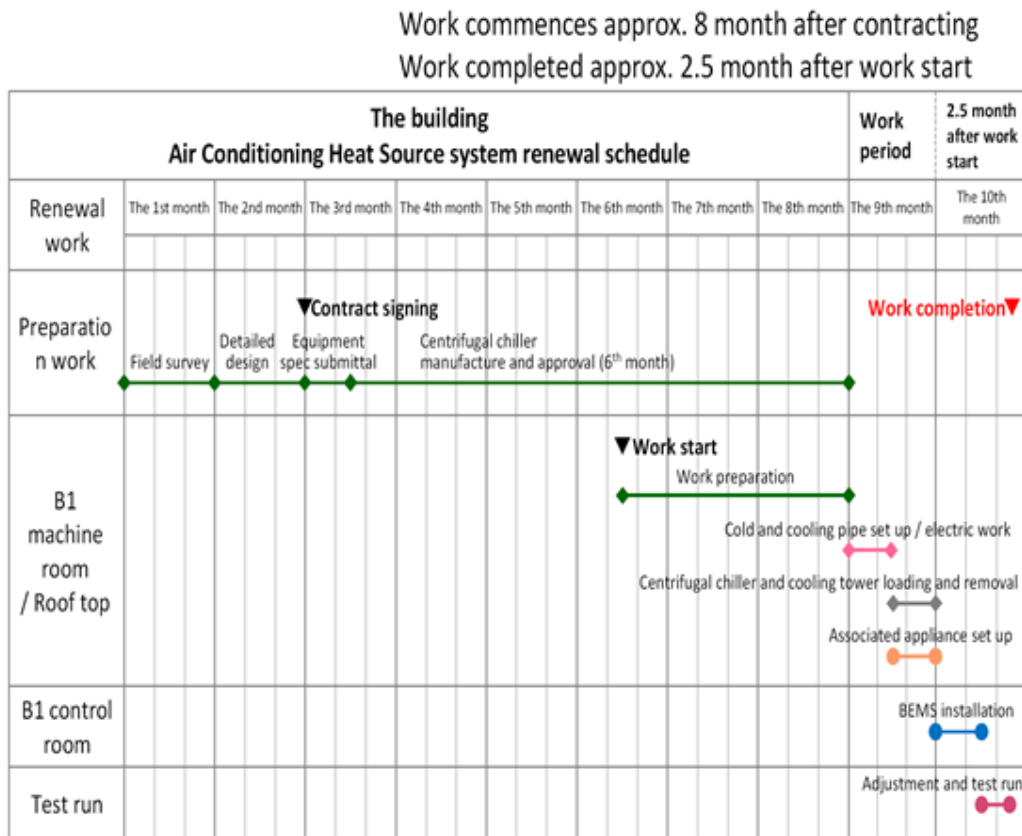 Work commences approx. 8 month after contracting
Work completed approx. 2.5 month after work start
The building
Air Conditioning Heat Source system renewal schedule
Work
period
2.5 month
after work
start
Renewal
work
The 1st month
The 2nd month
The 3rd month
The 4th month
The 5th month
The 6th month
The 7th month
The 8th month
The 9th month
The 10th
month
Preparatio
n work
▼Contract signing
Work completion▼
Field survey
Detailed
design
Equipment
spec submittal
Centrifugal chiller
manufacture and approval (6th month)
B1
machine
room
/ Roof top
▼Work start
Work preparation
Cold and cooling pipe set up / electric work
Centrifugal chiller and cooling tower loading and removal
Associated appliance set up
B1 control
room
BEMS installation
Test run
Adjustment and test run